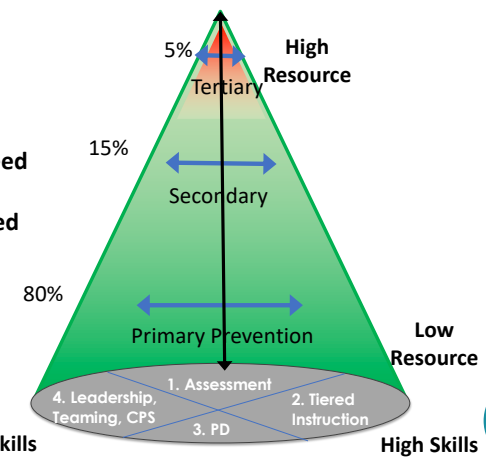 5%
High
Resource
Tertiary
15%
Secondary
80%
Primary Prevention
Low
Resource
1. Assessment
4. Leadership,
Teaming, CPS
2. Tiered
Instruction
3. PD
High Skills